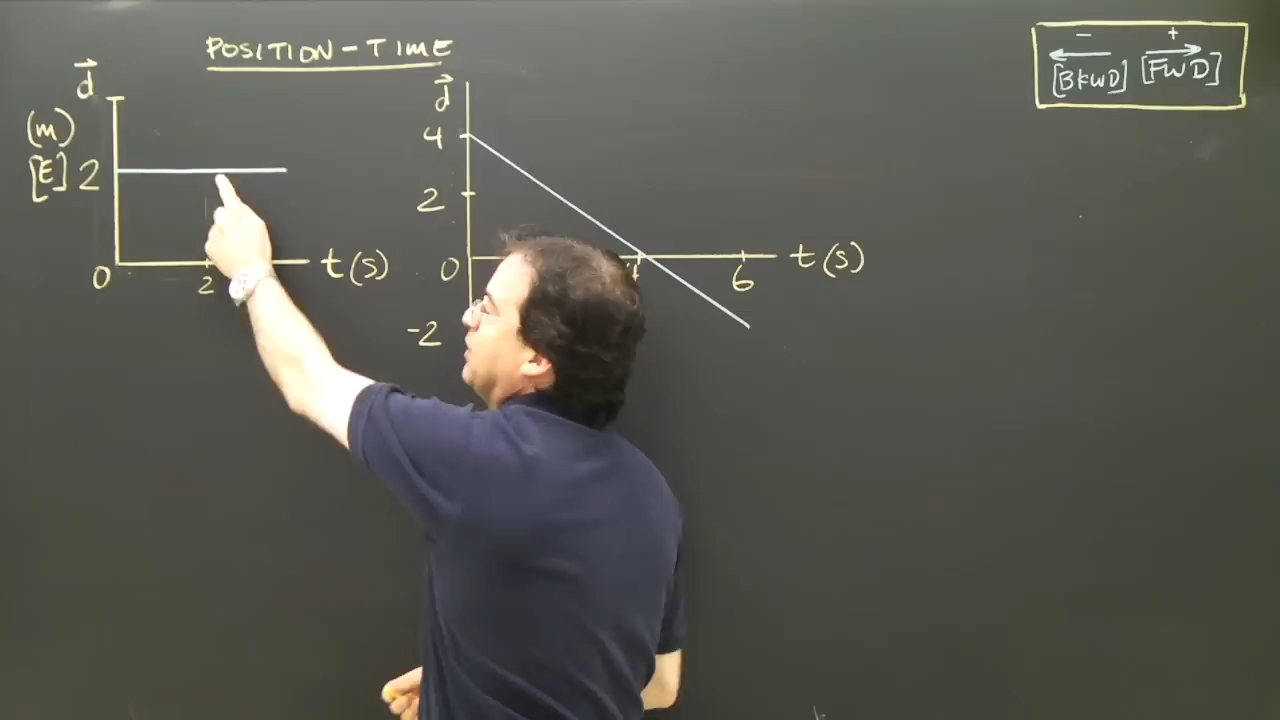 POSITION-TIME
- +
[BKWD] [FWD]
d
(m)
[E] 2
0
2
t(s)
d
4
2
0
-2
6
t(s)